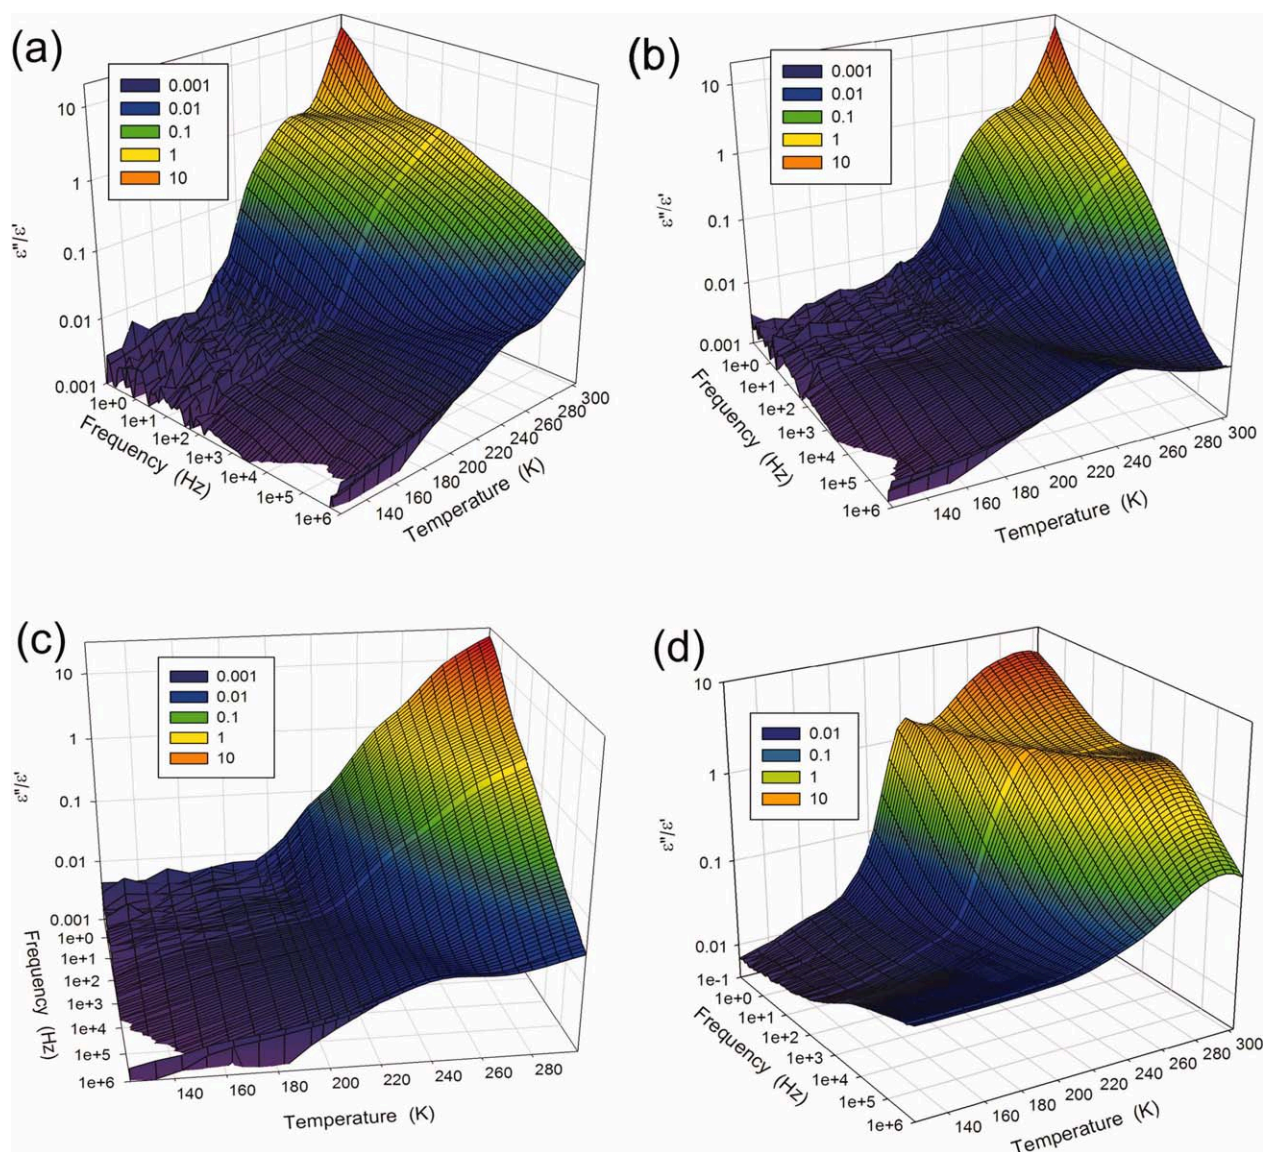 (a)
0.001
0.01
0.1
1
10
10
1
0.1
0.01
0.001
ε"/ε'
1e+0
1e+1
1e+2
1e+3
1e+4
1e+5
1e+6
Frequency (Hz)
140
160
180
200
220
240
260
280
300
Temperature (K)
(b)
0.001
0.01
0.1
1
10
10
1
0.1
0.01
0.001
ε"/ε'
1e+0
1e+1
1e+2
1e+3
1e+4
1e+5
1e+6
Frequency (Hz)
140
160
180
200
220
240
260
280
300
Temperature (K)
(c)
0.001
0.01
0.1
1
10
10
1
0.1
0.01
0.001
ε"/ε'
1e+0
1e+1
1e+2
1e+3
1e+4
1e+5
1e+6
Frequency (Hz)
140
160
180
200
220
240
260
280
Temperature (K)
(d)
0.01
0.1
1
10
10
1
0.1
0.01
ε"/ε'
1e-1
1e+0
1e+1
1e+2
1e+3
1e+4
1e+5
1e+6
Frequency (Hz)
140
160
180
200
220
240
260
280
300
Temperature (K)